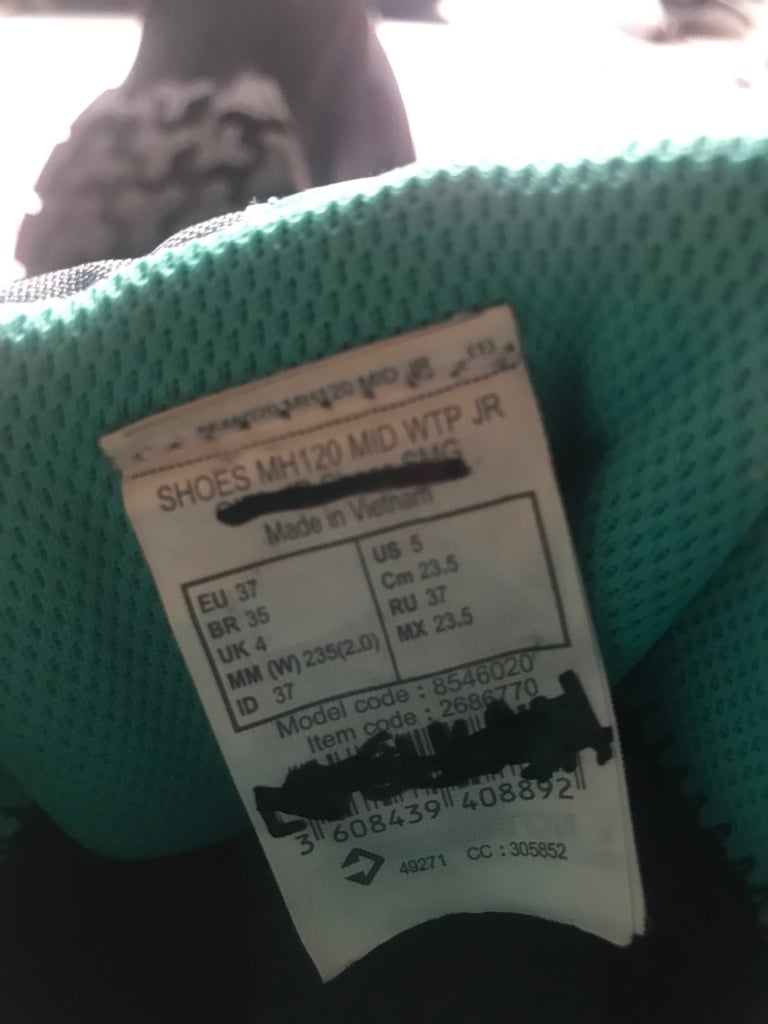 SHOES MH120 MID WTP JR
Made in Vietnam
EU 37
BR 35
UK 4
MM (W) 235(2.0)
ID 37
US 5
Cm 23.5
RU 37
MX 23.5
Model code : 8546020
Item code : 2686770
3 608439 408892
49271 CC : 305852